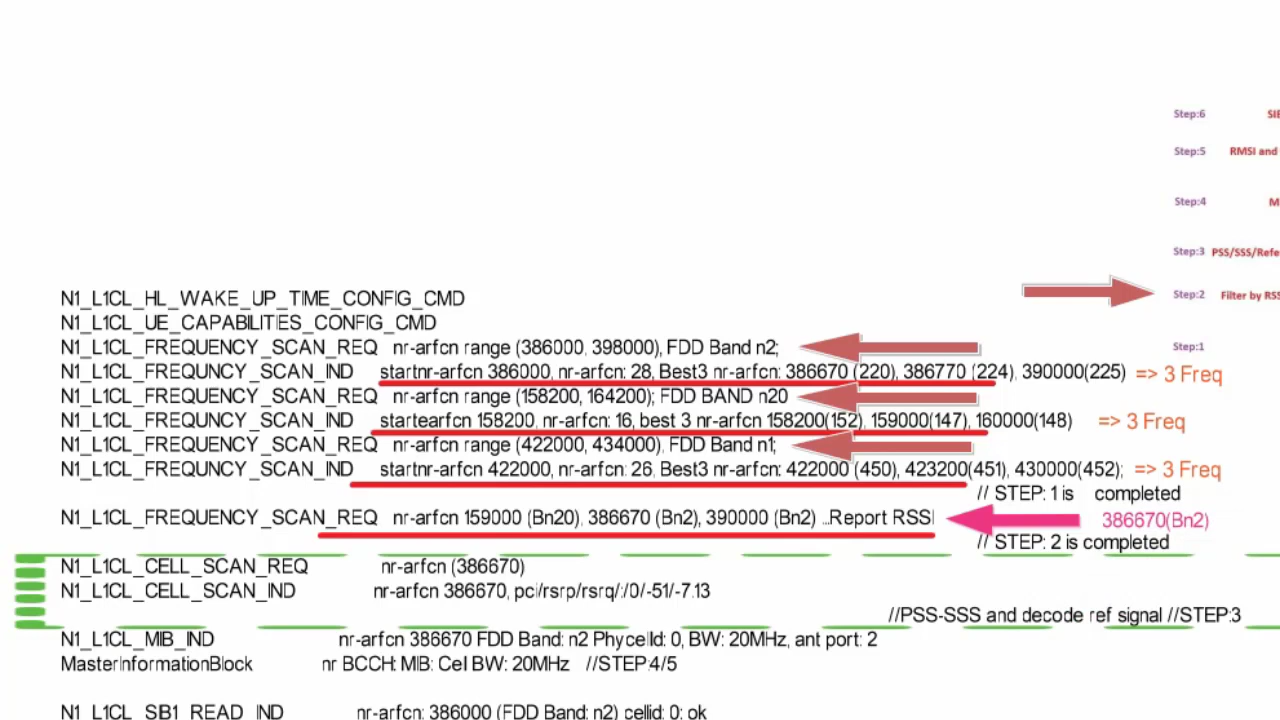 Step:6 SIB
Step:5 RMSI and
Step:4 M
Step:3 PSS/SSS/Refe
N1_L1CL_HL_WAKE_UP_TIME_CONFIG_CMD
Step:2 Filter by RSS
N1_L1CL_UE_CAPABILITIES_CONFIG_CMD
N1_L1CL_FREQUENCY_SCAN_REQ nr-arfcn range (386000, 398000), FDD Band n2;
Step:1
N1_L1CL_FREQUNCY_SCAN_IND startnr-arfcn 386000, nr-arfcn: 28, Best3 nr-arfcn: 386670 (220), 386770 (224), 390000(225) => 3 Freq
N1_L1CL_FREQUENCY_SCAN_REQ nr-arfcn range (158200, 164200); FDD BAND n20
N1_L1CL_FREQUNCY_SCAN_IND startearfcn 158200, nr-arfcn: 16, best 3 nr-arfcn 158200(152), 159000(147), 160000(148) => 3 Freq
N1_L1CL_FREQUENCY_SCAN_REQ nr-arfcn range (422000, 434000), FDD Band n1;
N1_L1CL_FREQUNCY_SCAN_IND startnr-arfcn 422000, nr-arfcn: 26, Best3 nr-arfcn: 422000 (450), 423200(451), 430000(452); => 3 Freq
// STEP: 1 is completed
N1_L1CL_FREQUENCY_SCAN_REQ nr-arfcn 159000 (Bn20), 386670 (Bn2), 390000 (Bn2) ...Report RSSI 386670(Bn2)
// STEP: 2 is completed
N1_L1CL_CELL_SCAN_REQ nr-arfcn (386670)
N1_L1CL_CELL_SCAN_IND nr-arfcn 386670, pci/rsrp/rsrq/:/0/-51/-7.13
//PSS-SSS and decode ref signal //STEP:3
N1_L1CL_MIB_IND nr-arfcn 386670 FDD Band: n2 PhycellId: 0, BW: 20MHz, ant port: 2
MasterInformationBlock nr BCCH: MIB: Cel BW: 20MHz //STEP:4/5
N1_L1CL_SB1_READ_IND nr-arfcn: 386000 (FDD Band: n2) cellid: 0: ok